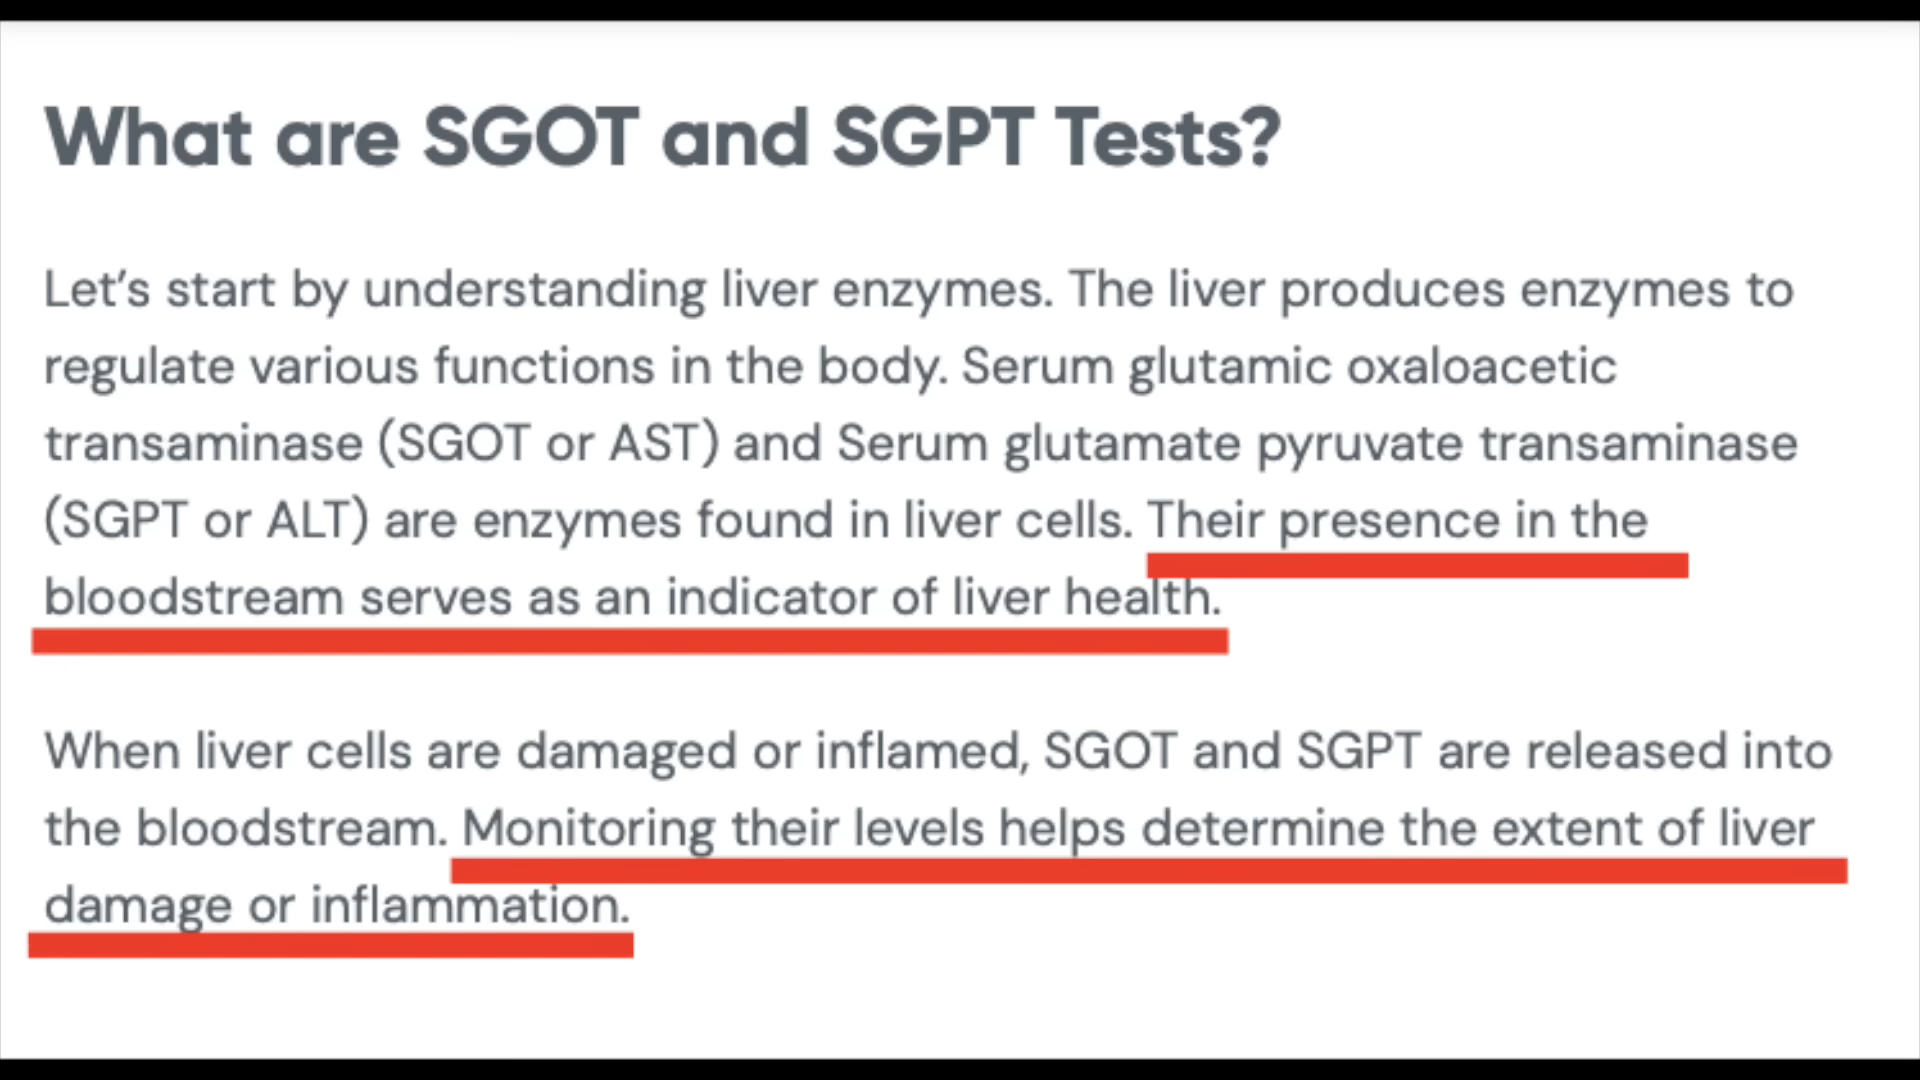 What are SGOT and SGPT Tests?
Let’s start by understanding liver enzymes. The liver produces enzymes to
regulate various functions in the body. Serum glutamic oxaloacetic
transaminase (SGOT or AST) and Serum glutamate pyruvate transaminase
(SGPT or ALT) are enzymes found in liver cells. Their presence in the
bloodstream serves as an indicator of liver health.
When liver cells are damaged or inflamed, SGOT and SGPT are released into
the bloodstream. Monitoring their levels helps determine the extent of liver
damage or inflammation.